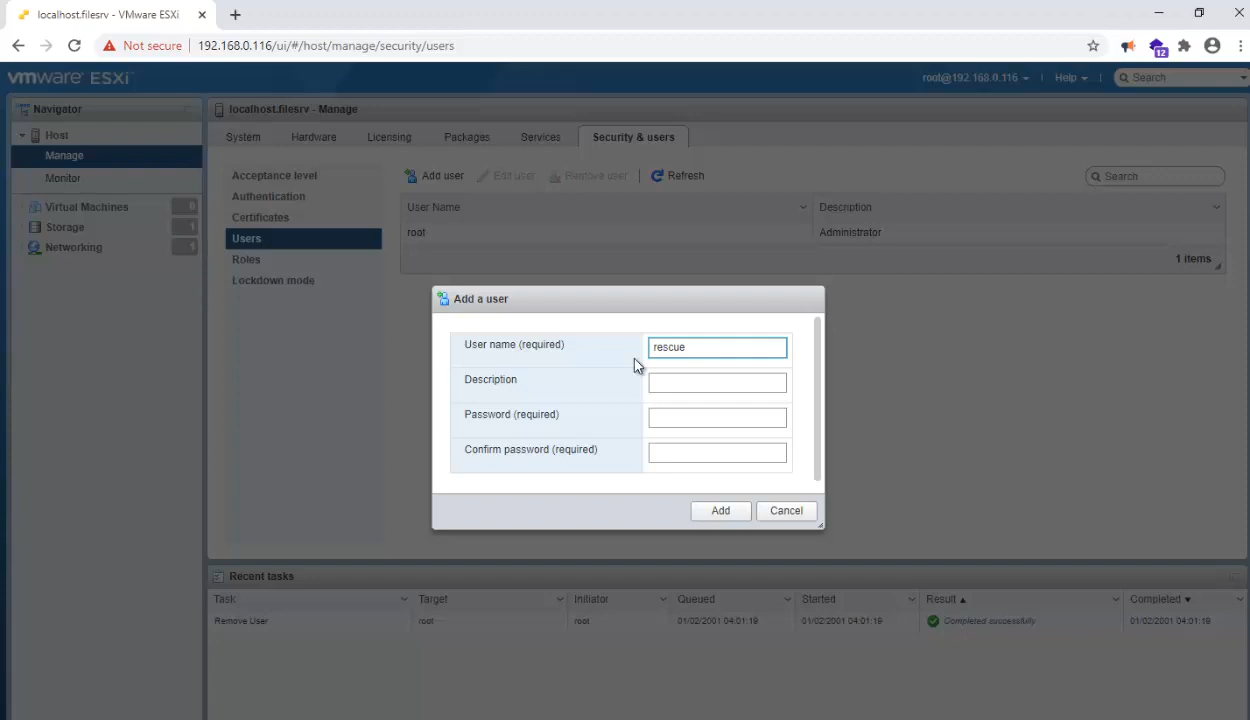 localhost.filesrv - VMware ESXi
Not secure
192.168.0.116/ui/#/host/manage/security/users
12
vmware ESXi
root@192.168.0.116
Help
Search
Navigator
localhost.filesrv - Manage
Host
Manage
Monitor
Virtual Machines 0
Storage 1
Networking 1
System
Hardware
Licensing
Packages
Services
Security & users
Acceptance level
Authentication
Certificates
Users
Roles
Lockdown mode
Add user
Edit user
Remove user
Refresh
Search
User Name
Description
root
Administrator
1 items
Add a user
User name (required)
rescue
Description
Password (required)
Confirm password (required)
Add
Cancel
Recent tasks
Task
Target
Initiator
Queued
Started
Result
Completed
Remove User
root
root
01/02/2001 04:01:19
01/02/2001 04:01:19
Completed successfully
01/02/2001 04:01:19